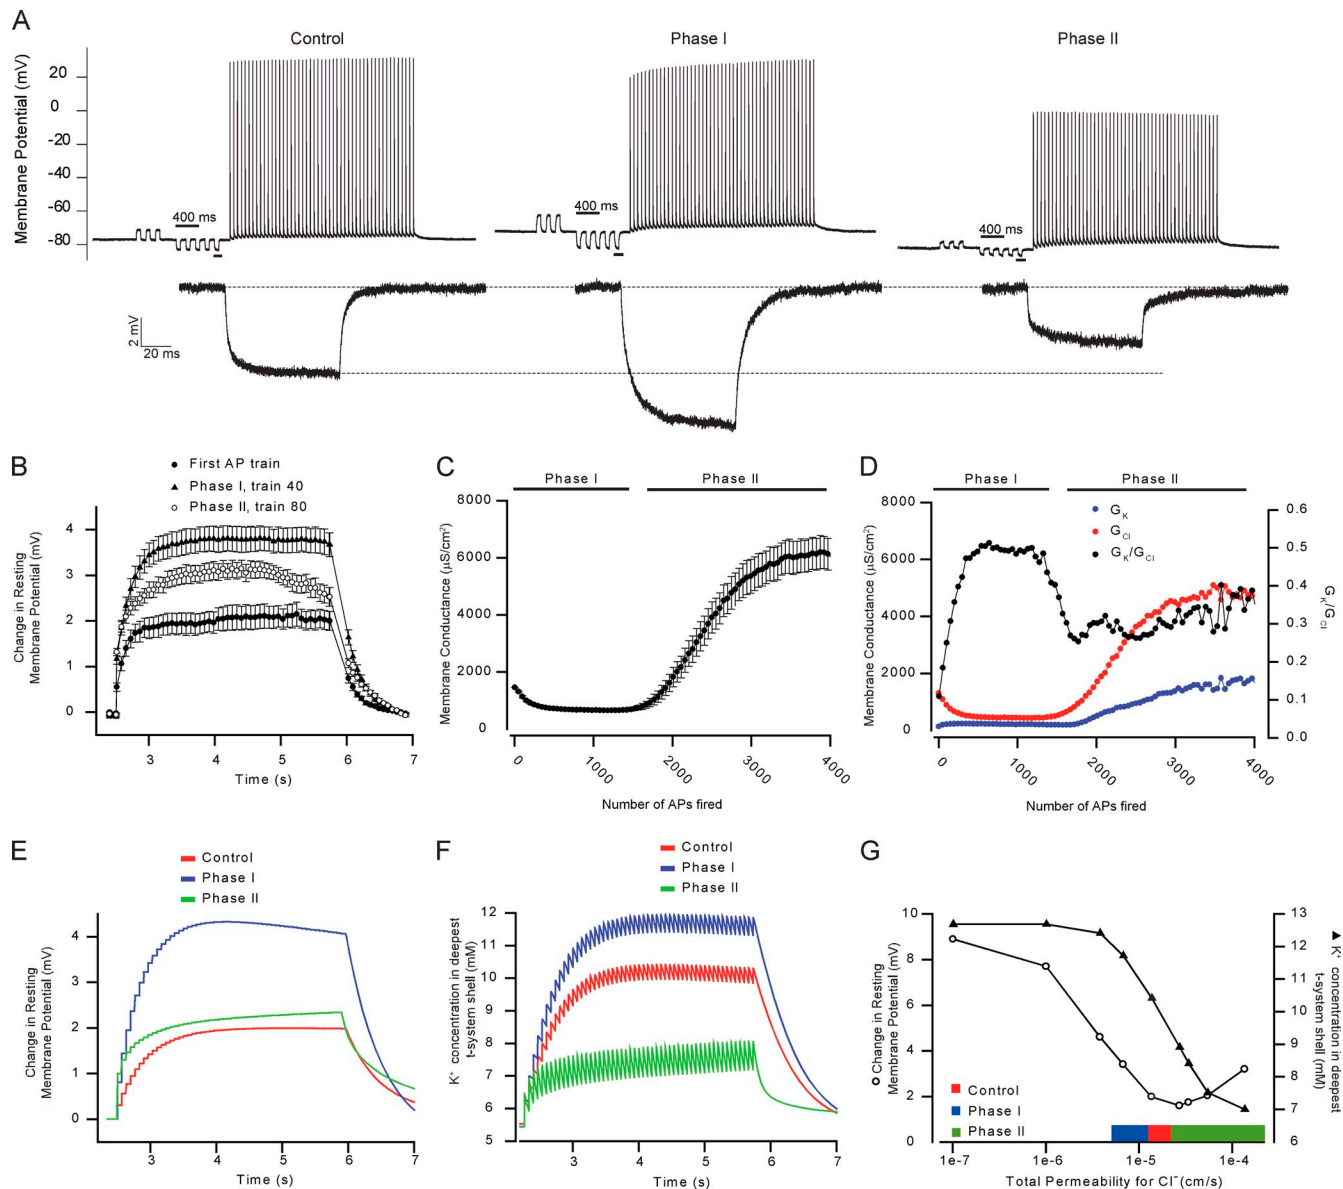 A
Control
Phase I
Phase II
Membrane Potential (mV)
20
0
-20
-40
-60
-80
400 ms
400 ms
400 ms
2 mV
20 ms
B
First AP train
Phase I, train 40
Phase II, train 80
Change in Resting
Membrane Potential (mV)
4
3
2
1
0
3 4 5 6 7
Time (s)
C
Phase I
Phase II
Membrane Conductance (µS/cm²)
8000
6000
4000
2000
0
0 1000 2000 3000 4000
Number of APs fired
D
Phase I
Phase II
G_K
G_Cl
G_K/G_Cl
Membrane Conductance (µS/cm²)
8000
6000
4000
2000
0
0.6
0.5
0.4
0.3
0.2
0.1
0.0
G_K/G_Cl
0 1000 2000 3000 4000
Number of APs fired
E
Control
Phase I
Phase II
Change in Resting
Membrane Potential (mV)
4
3
2
1
0
3 4 5 6 7
Time (s)
F
Control
Phase I
Phase II
K⁺ concentration in deepest
t-system shell (mM)
12
11
10
9
8
7
6
5
3 4 5 6 7
Time (s)
G
Change in Resting
Membrane Potential (mV)
10
8
6
4
2
0
Control
Phase I
Phase II
13
12
11
10
9
8
7
6
K⁺ concentration in deepest
t-system shell (mM)
1e-7 1e-6 1e-5 1e-4
Total Permeability for Cl⁻(cm/s)